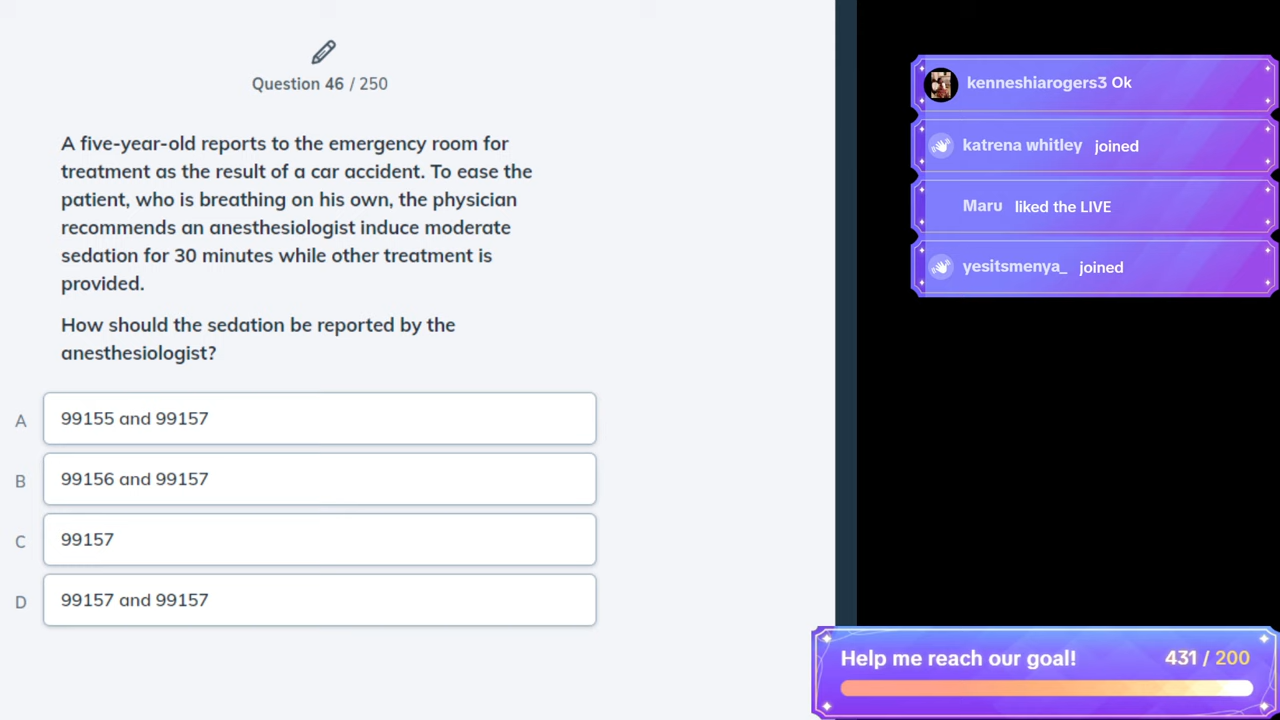 Question 46 / 250
A five-year-old reports to the emergency room for
treatment as the result of a car accident. To ease the
patient, who is breathing on his own, the physician
recommends an anesthesiologist induce moderate
sedation for 30 minutes while other treatment is
provided.
How should the sedation be reported by the
anesthesiologist?
A 99155 and 99157
B 99156 and 99157
C 99157
D 99157 and 99157
kenneshiarogers3 Ok
katrena whitley joined
Maru liked the LIVE
yesitsmenya_ joined
Help me reach our goal! 431 / 200